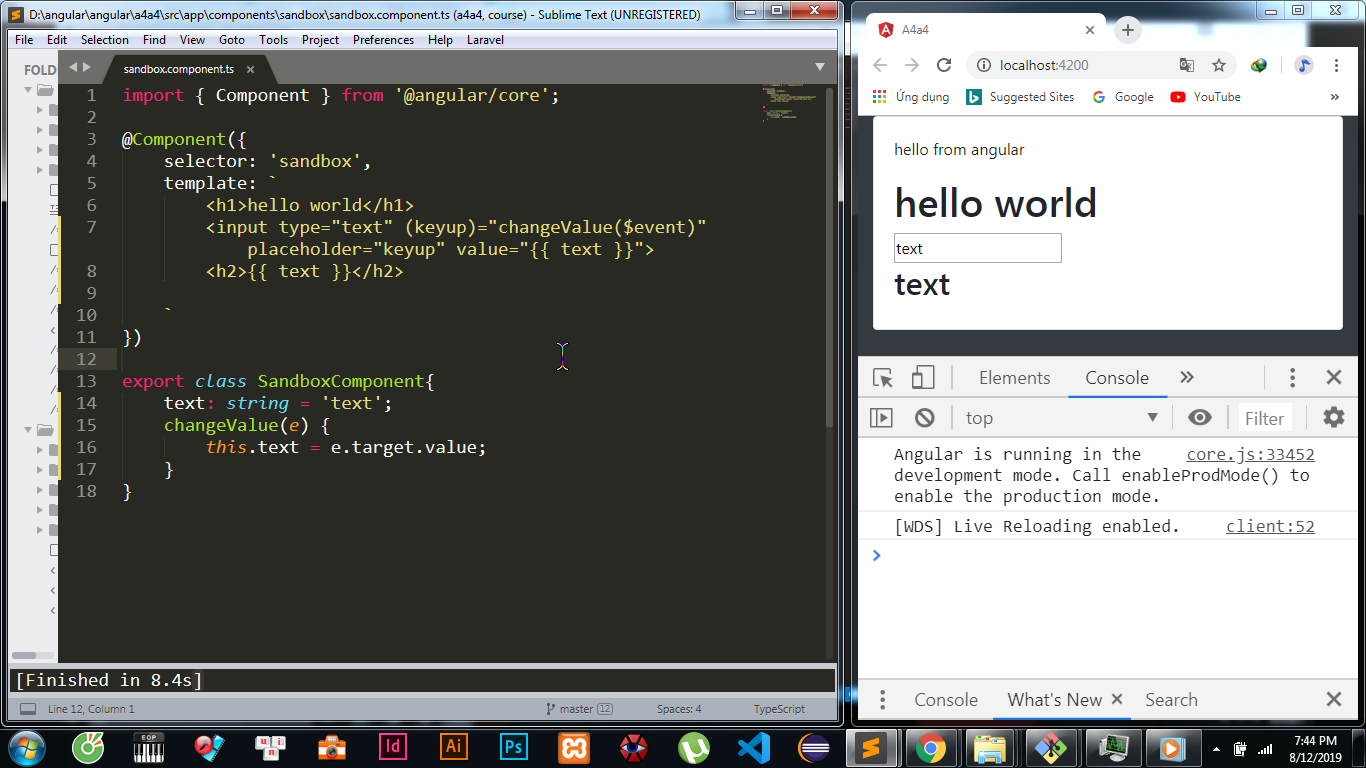 D:\angular\angular\a4a4\src\app\components\sandbox\sandbox.component.ts (a4a4, course) - Sublime Text (UNREGISTERED)
File Edit Selection Find View Goto Tools Project Preferences Help Laravel
FOLD
sandbox.component.ts
1 import { Component } from '@angular/core';
2
3 @Component({
4 selector: 'sandbox',
5 template: `
6 <h1>hello world</h1>
7 <input type="text" (keyup)="changeValue($event)"
placeholder="keyup" value="{{ text }}">
8 <h2>{{ text }}</h2>
9
10 `
11 })
12
13 export class SandboxComponent{
14 text: string = 'text';
15 changeValue(e) {
16 this.text = e.target.value;
17 }
18 }
[Finished in 8.4s]
Line 12, Column 1 master 12 Spaces: 4 TypeScript
A4a4
localhost:4200
Ứng dụng Suggested Sites Google YouTube »
hello from angular
hello world
text
text
Elements Console »
top Filter
Angular is running in the core.js:33452
development mode. Call enableProdMode() to
enable the production mode.
[WDS] Live Reloading enabled. client:52
Console What's New Search
EOP u i n Id Ai Ps
7:44 PM
8/12/2019